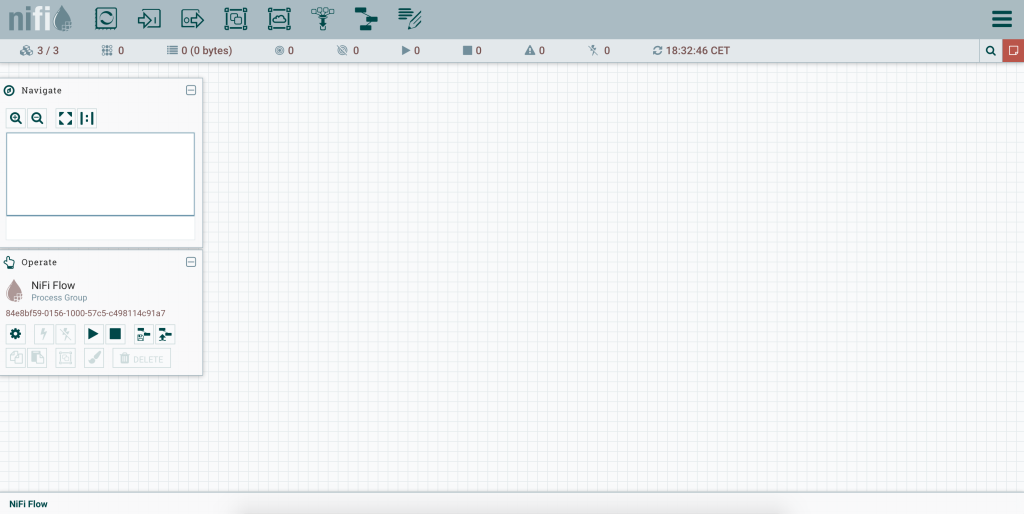 nifi
3 / 3 0 0 (0 bytes) 0 0 0 0 0 0 18:32:46 CET
Navigate
Operate
NiFi Flow
Process Group
84e8bf59-0156-1000-57c5-c498114c91a7
DELETE
NiFi Flow